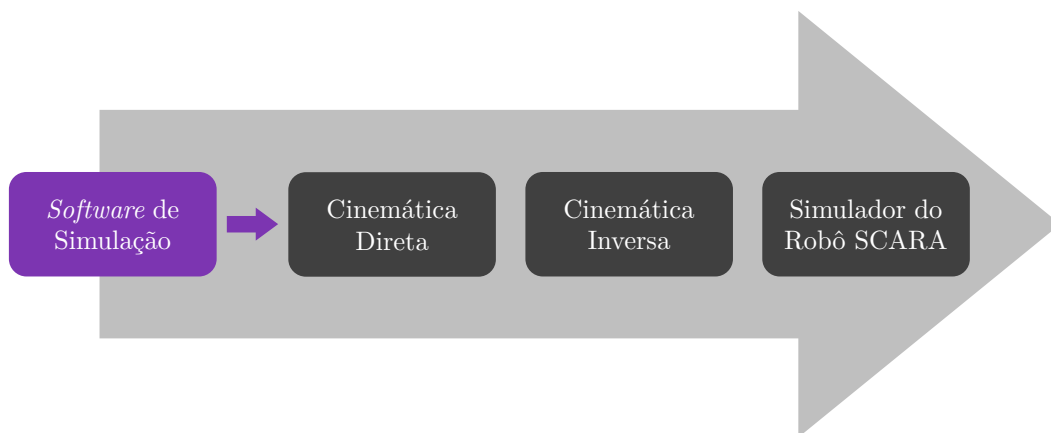 Software de
Simulação
Cinemática
Direta
Cinemática
Inversa
Simulador do
Robô SCARA